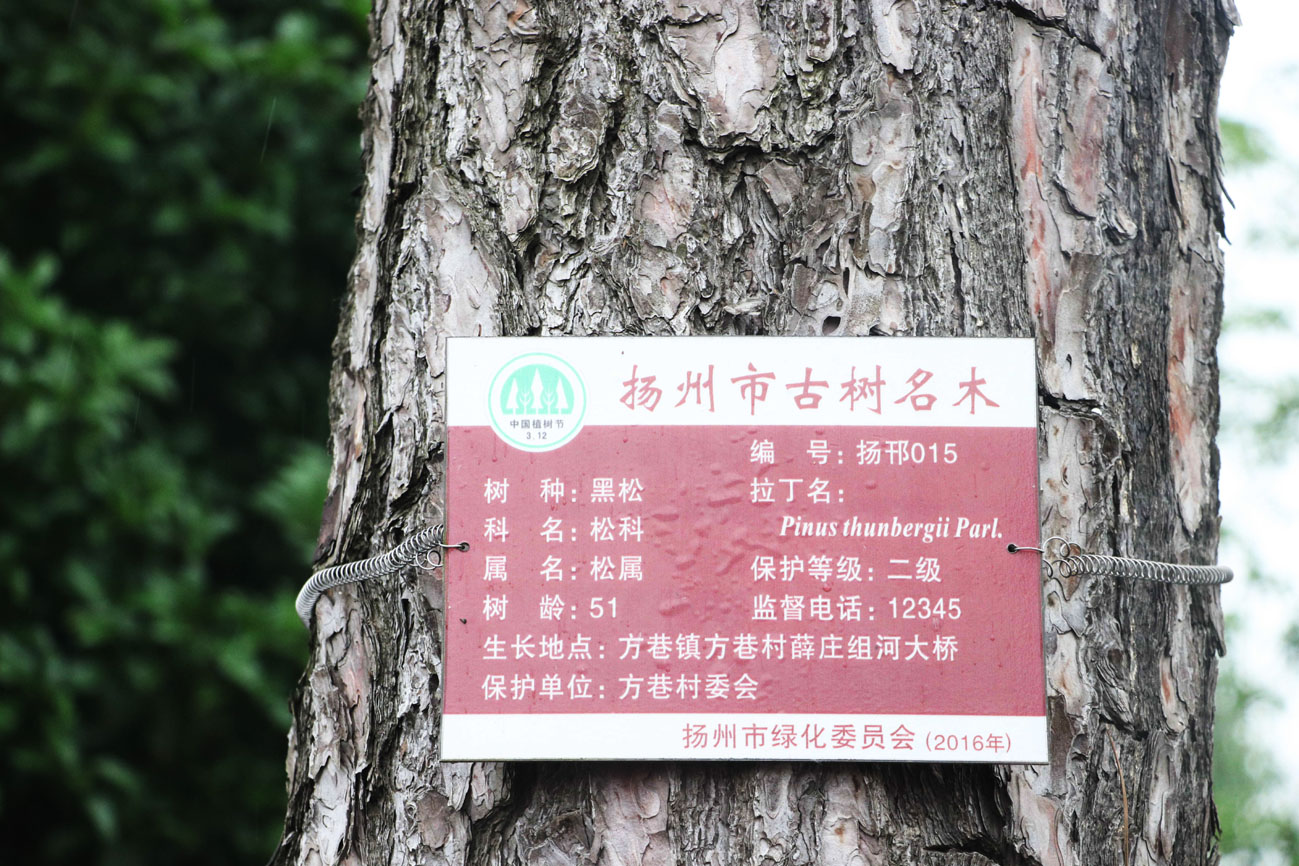 扬州市古树名木
中国植树节
3.12
编 号：扬邗015
树 种：黑松 拉丁名：
科 名：松科 Pinus thunbergii Parl.
属 名：松属 保护等级：二级
树 龄：51 监督电话：12345
生长地点：方巷镇方巷村薛庄组河大桥
保护单位：方巷村委会
扬州市绿化委员会 (2016年)